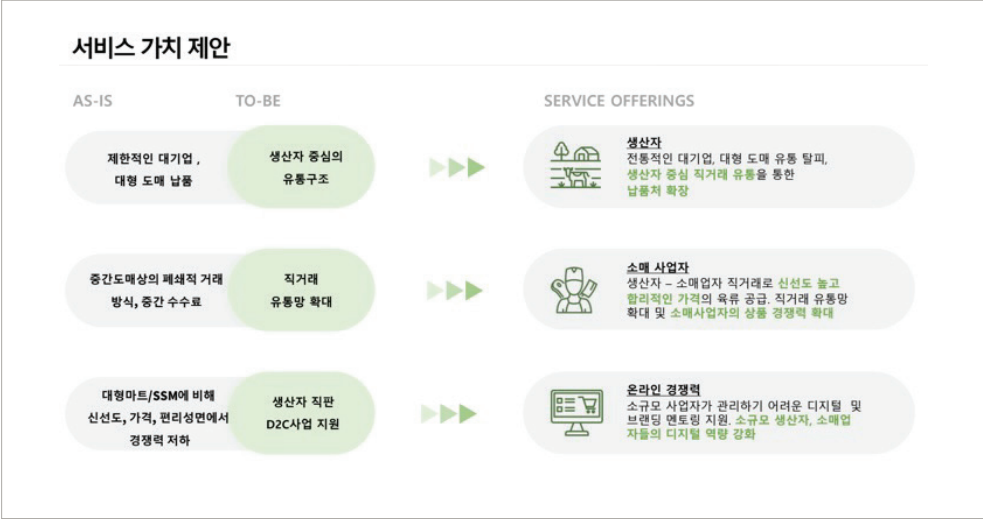 서비스 가치 제안
AS-IS
TO-BE
SERVICE OFFERINGS
제한적인 대기업 ,
대형 도매 납품
생산자 중심의
유통구조
생산자
전통적인 대기업, 대형 도매 유통 탈피,
생산자 중심 직거래 유통을 통한
납품처 확장
중간도매상의 폐쇄적 거래
방식, 중간 수수료
직거래
유통망 확대
소매 사업자
생산자 – 소매업자 직거래로 신선도 높고
합리적인 가격의 육류 공급. 직거래 유통망
확대 및 소매사업자의 상품 경쟁력 확대
대형마트/SSM에 비해
신선도, 가격, 편리성면에서
경쟁력 저하
생산자 직판
D2C사업 지원
온라인 경쟁력
소규모 사업자가 관리하기 어려운 디지털 및
브랜딩 멘토링 지원. 소규모 생산자, 소매업
자들의 디지털 역량 강화